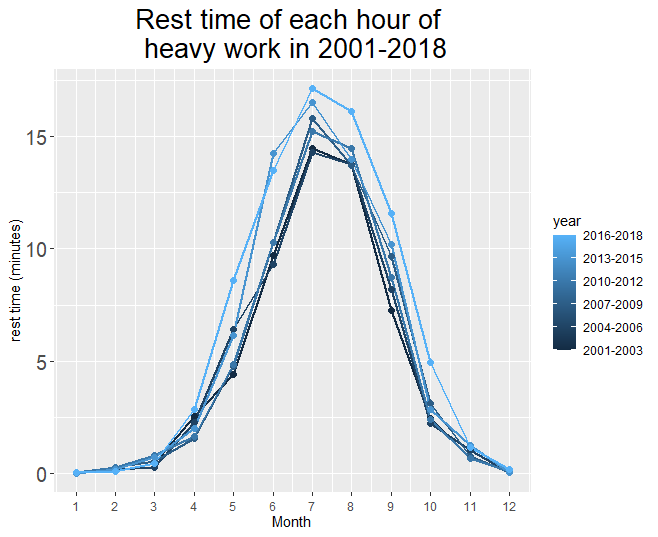 Rest time of each hour of
heavy work in 2001-2018
rest time (minutes)
15
10
5
0
1 2 3 4 5 6 7 8 9 10 11 12
Month
year
2016-2018
2013-2015
2010-2012
2007-2009
2004-2006
2001-2003